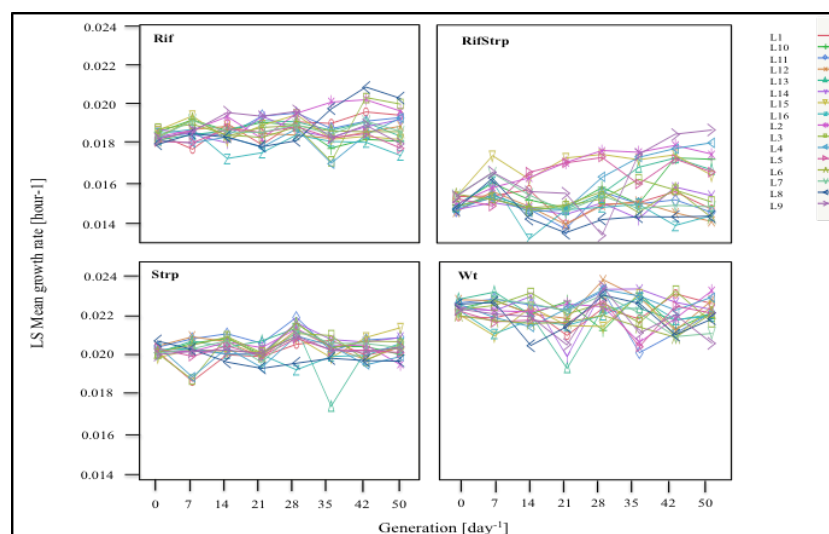 0.024
0.022
0.020
0.018
0.016
0.014
Rif
RifStrp
L1
L10
L11
L12
L13
L14
L15
L16
L2
L3
L4
L5
L6
L7
L8
L9
LS Mean growth rate [hour-1]
0.024
0.022
0.020
0.018
0.016
0.014
Strp
Wt
0 7 14 21 28 35 42 50
0 7 14 21 28 35 42 50
Generation [day-1]